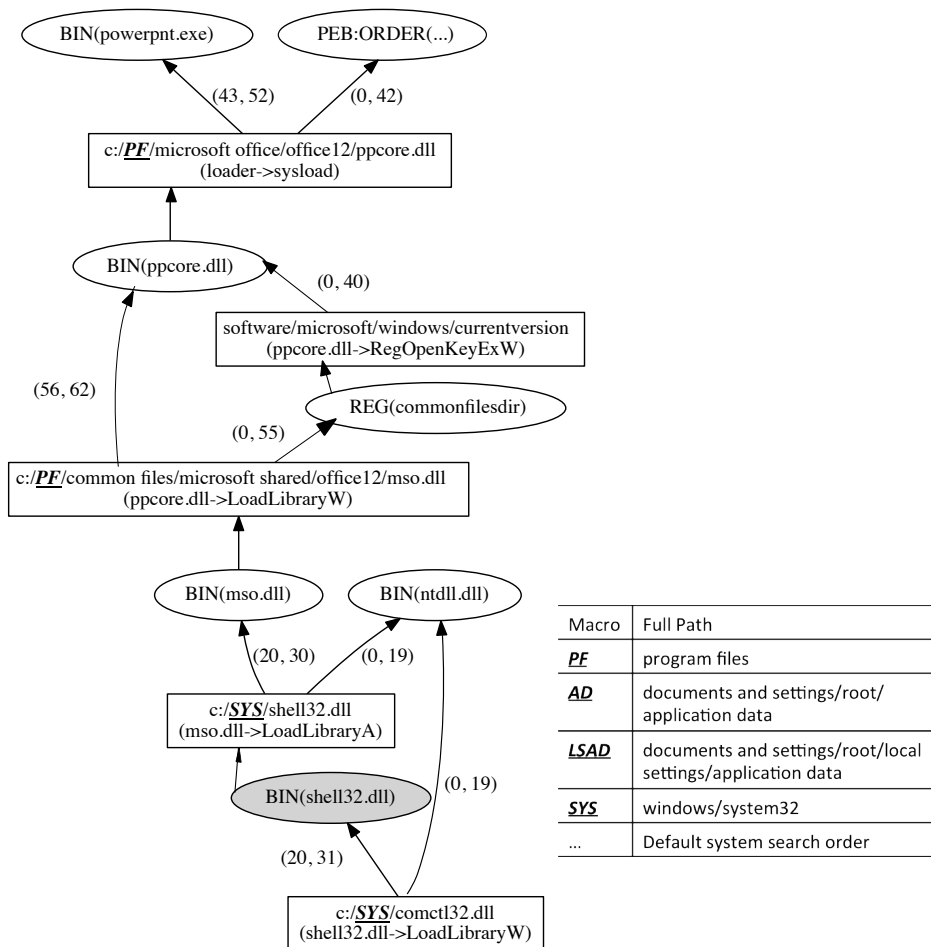 BIN(powerpnt.exe)
PEB:ORDER(...)
(43, 52)
(0, 42)
c:/PF/microsoft office/office12/ppcore.dll
(loader->sysload)
BIN(ppcore.dll)
(0, 40)
software/microsoft/windows/currentversion
(ppcore.dll->RegOpenKeyExW)
(56, 62)
REG(commonfilesdir)
(0, 55)
c:/PF/common files/microsoft shared/office12/mso.dll
(ppcore.dll->LoadLibraryW)
BIN(mso.dll)
BIN(ntdll.dll)
(20, 30)
(0, 19)
c:/SYS/shell32.dll
(mso.dll->LoadLibraryA)
BIN(shell32.dll)
(0, 19)
(20, 31)
c:/SYS/comctl32.dll
(shell32.dll->LoadLibraryW)
Macro Full Path
PF program files
AD documents and settings/root/
application data
LSAD documents and settings/root/local
settings/application data
SYS windows/system32
... Default system search order